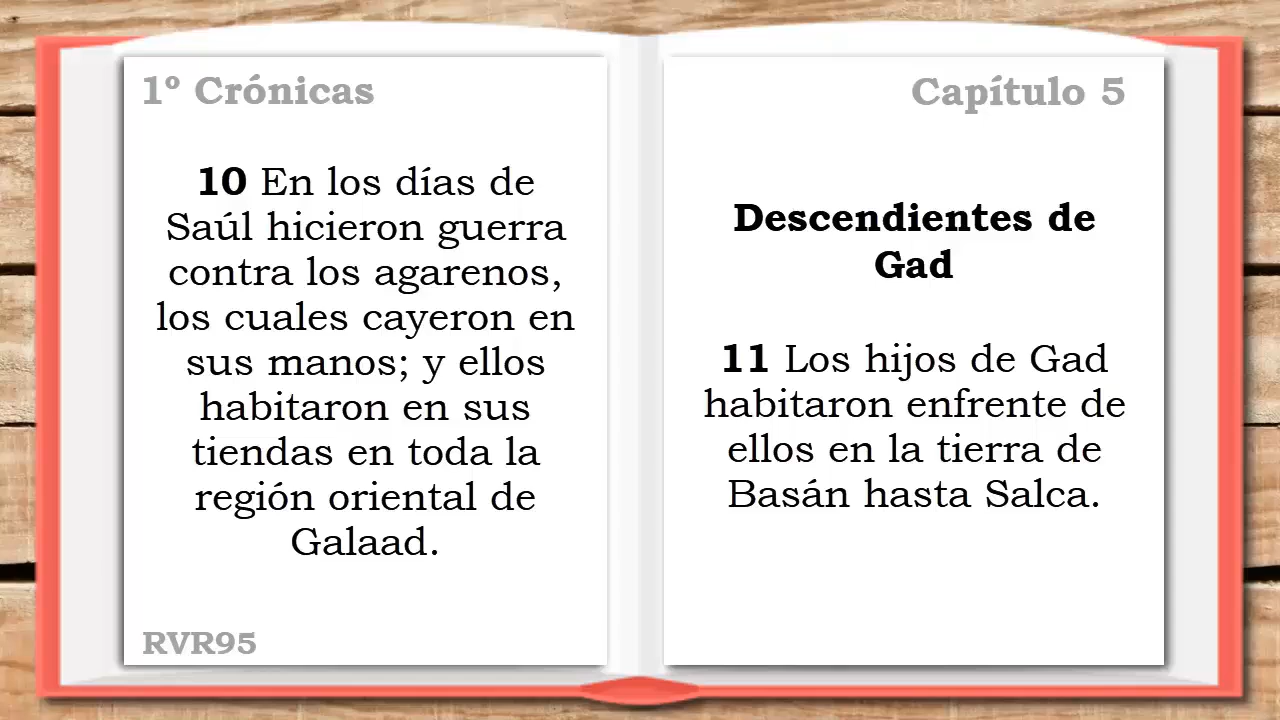 1º Crónicas
10 En los días de
Saúl hicieron guerra
contra los agarenos,
los cuales cayeron en
sus manos; y ellos
habitaron en sus
tiendas en toda la
región oriental de
Galaad.
RVR95
Capítulo 5
Descendientes de
Gad
11 Los hijos de Gad
habitaron enfrente de
ellos en la tierra de
Basán hasta Salca.